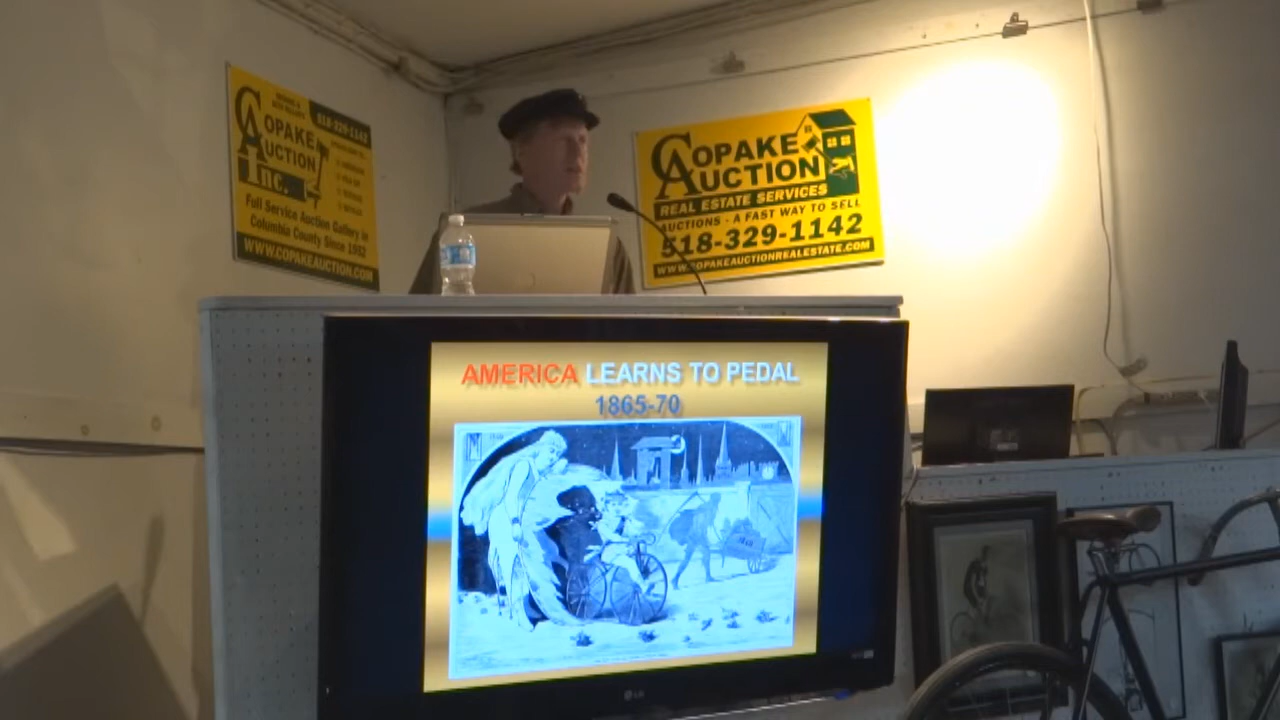 518-329-1142
COPAKE
AUCTION
Inc.
Full Service Auction Gallery in
Columbia County Since 1982
WWW.COPAKEAUCTION.COM
COPAKE
AUCTION
REAL ESTATE SERVICES
AUCTIONS - A FAST WAY TO SELL
518-329-1142
WWW.COPAKEAUCTIONREALESTATE.COM
AMERICA LEARNS TO PEDAL
1865-70
LG